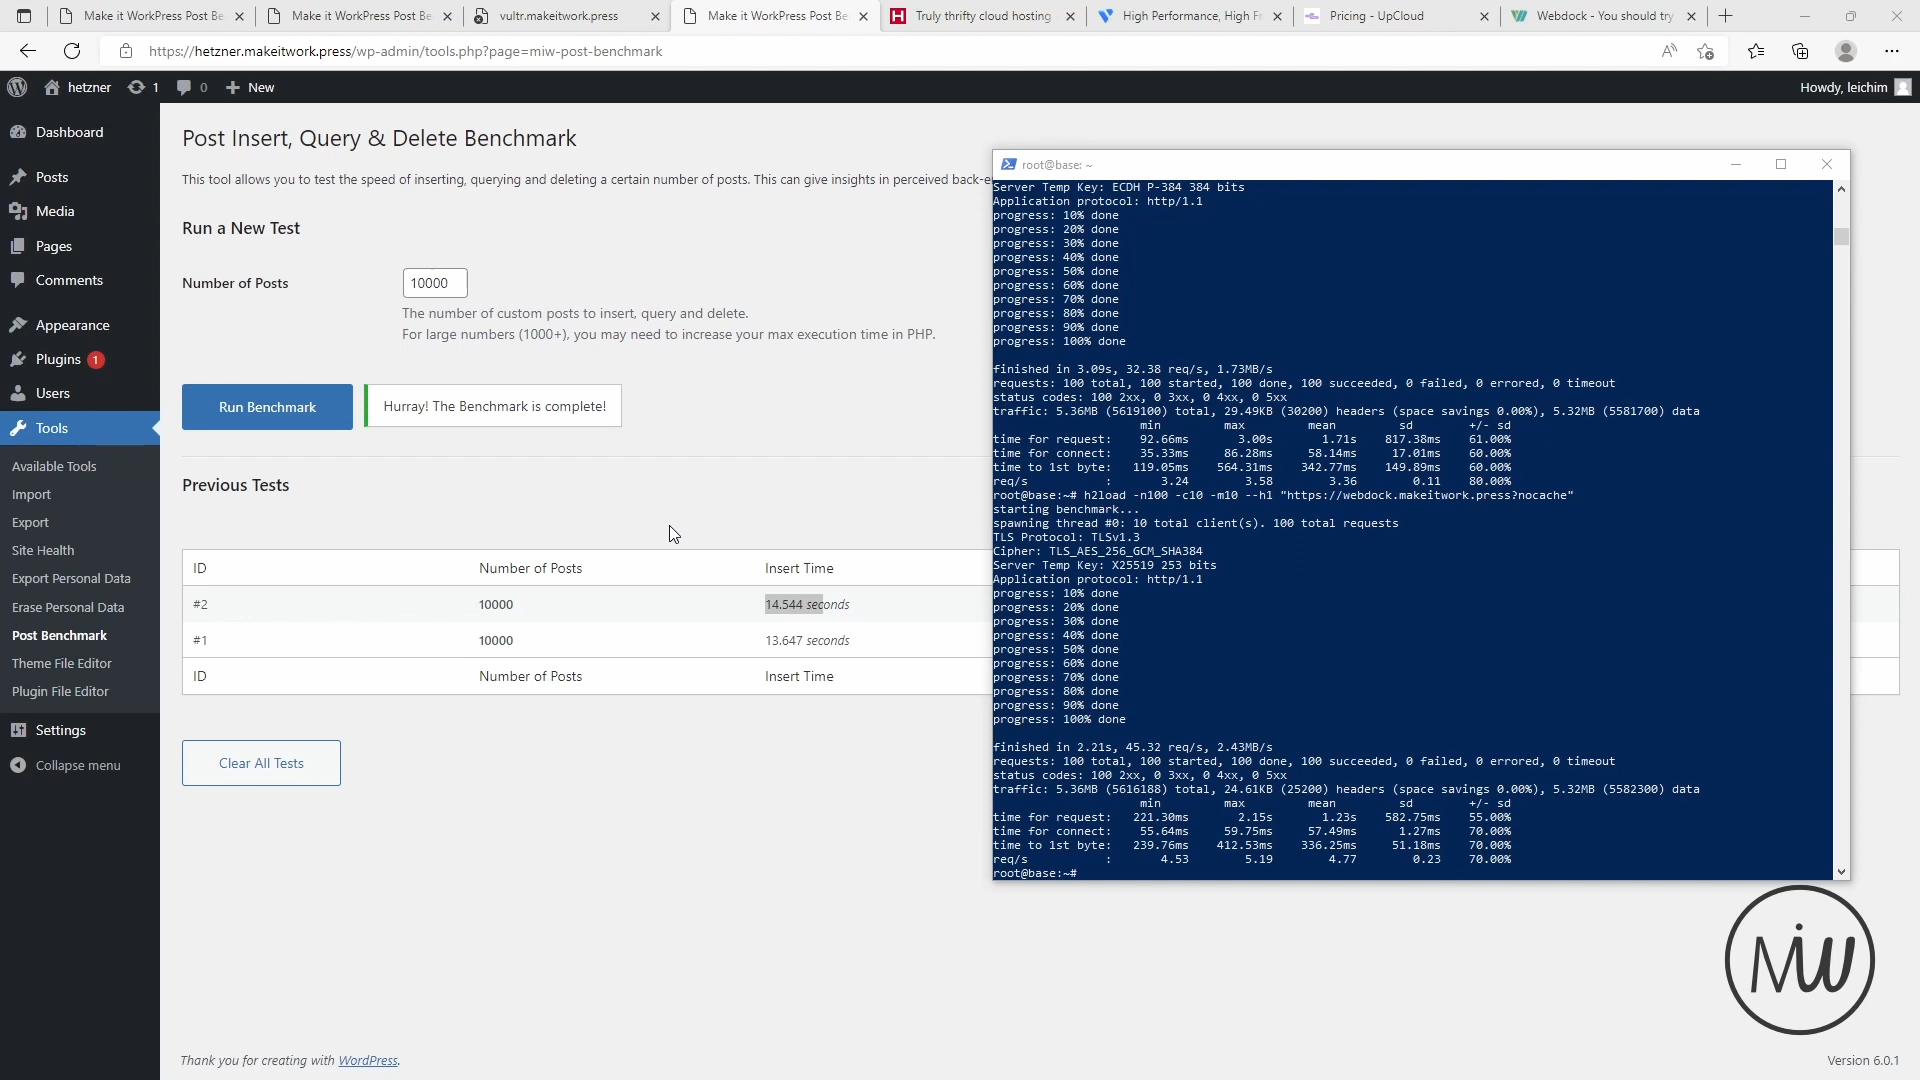 Make it WordPress Post Be
Make it WordPress Post Be
vultr.makeitwork.press
Make it WordPress Post Be
Truly thrifty cloud hosting
High Performance, High Fr
Pricing - UpCloud
Webdock - You should try
https://hetzner.makeitwork.press/wp-admin/tools.php?page=miw-post-benchmark
hetzner
1
0
New
Howdy, leichim
Dashboard
Posts
Media
Pages
Comments
Appearance
Plugins 1
Users
Tools
Available Tools
Import
Export
Site Health
Export Personal Data
Erase Personal Data
Post Benchmark
Theme File Editor
Plugin File Editor
Settings
Collapse menu
Post Insert, Query & Delete Benchmark
This tool allows you to test the speed of inserting, querying and deleting a certain number of posts. This can give insights in perceived back-e
Run a New Test
Number of Posts
10000
The number of custom posts to insert, query and delete.
For large numbers (1000+), you may need to increase your max execution time in PHP.
Run Benchmark
Hurray! The Benchmark is complete!
Previous Tests
ID Number of Posts Insert Time
#2 10000 14.544 seconds
#1 10000 13.647 seconds
ID Number of Posts Insert Time
Clear All Tests
Thank you for creating with WordPress.
Version 6.0.1
root@base: ~
Server Temp Key: ECDH P-384 384 bits
Application protocol: http/1.1
progress: 10% done
progress: 20% done
progress: 30% done
progress: 40% done
progress: 50% done
progress: 60% done
progress: 70% done
progress: 80% done
progress: 90% done
progress: 100% done
finished in 3.09s, 32.38 req/s, 1.73MB/s
requests: 100 total, 100 started, 100 done, 100 succeeded, 0 failed, 0 errored, 0 timeout
status codes: 100 2xx, 0 3xx, 0 4xx, 0 5xx
traffic: 5.36MB (5619100) total, 29.49KB (30200) headers (space savings 0.00%), 5.32MB (5581700) data
min max mean sd +/- sd
time for request: 92.66ms 3.00s 1.71s 817.38ms 61.00%
time for connect: 35.33ms 86.28ms 58.14ms 17.01ms 60.00%
time to 1st byte: 119.05ms 564.31ms 342.77ms 149.89ms 60.00%
req/s : 3.24 3.58 3.36 0.11 80.00%
root@base:~# h2load -n100 -c10 -m10 --h1 "https://webdock.makeitwork.press?nocache"
starting benchmark...
spawning thread #0: 10 total client(s). 100 total requests
TLS Protocol: TLSv1.3
Cipher: TLS_AES_256_GCM_SHA384
Server Temp Key: X25519 253 bits
Application protocol: http/1.1
progress: 10% done
progress: 20% done
progress: 30% done
progress: 40% done
progress: 50% done
progress: 60% done
progress: 70% done
progress: 80% done
progress: 90% done
progress: 100% done
finished in 2.21s, 45.32 req/s, 2.43MB/s
requests: 100 total, 100 started, 100 done, 100 succeeded, 0 failed, 0 errored, 0 timeout
status codes: 100 2xx, 0 3xx, 0 4xx, 0 5xx
traffic: 5.36MB (5616188) total, 24.61KB (25200) headers (space savings 0.00%), 5.32MB (5582300) data
min max mean sd +/- sd
time for request: 221.30ms 2.15s 1.23s 582.75ms 55.00%
time for connect: 55.64ms 59.75ms 57.49ms 1.27ms 70.00%
time to 1st byte: 239.76ms 412.53ms 336.25ms 51.18ms 70.00%
req/s : 4.53 5.19 4.77 0.23 70.00%
root@base:~#
MiW